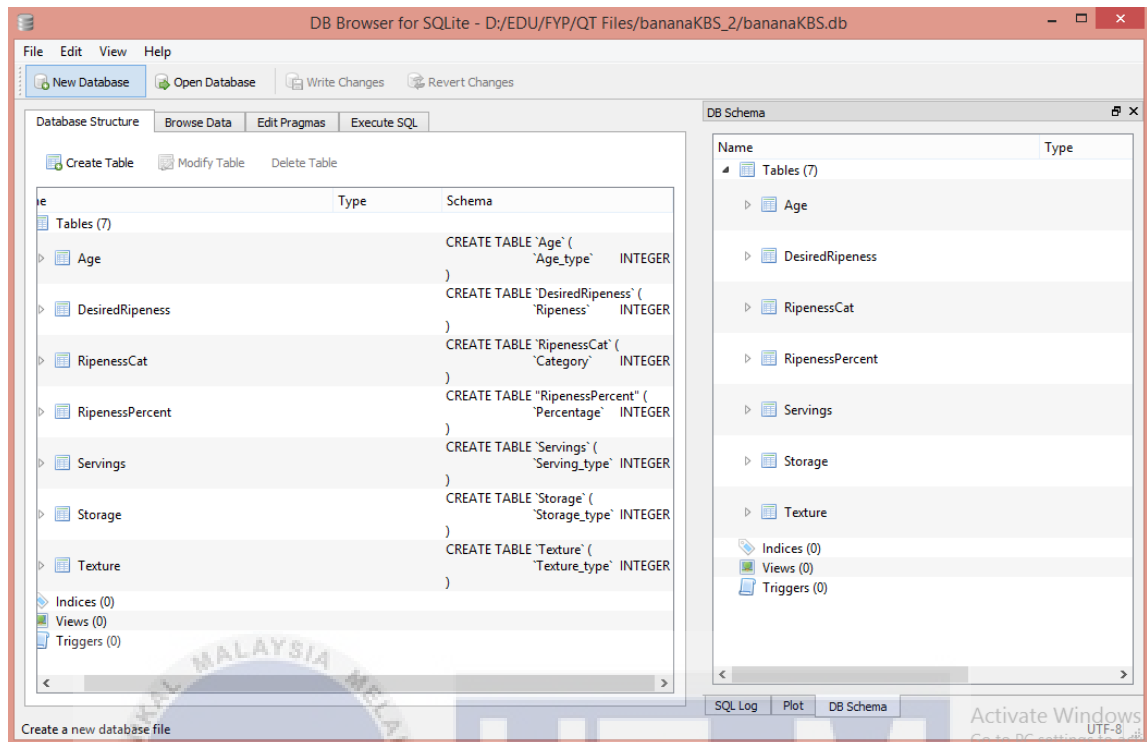 DB Browser for SQLite - D:/EDU/FYP/QT Files/bananaKBS_2/bananaKBS.db
File Edit View Help
New Database Open Database Write Changes Revert Changes
Database Structure Browse Data Edit Pragmas Execute SQL
Create Table Modify Table Delete Table
Type Schema
Tables (7)
Age CREATE TABLE `Age` (
`Age_type` INTEGER
)
DesiredRipeness CREATE TABLE `DesiredRipeness` (
`Ripeness` INTEGER
)
RipenessCat CREATE TABLE `RipenessCat` (
`Category` INTEGER
)
RipenessPercent CREATE TABLE "RipenessPercent" (
`Percentage` INTEGER
)
Servings CREATE TABLE `Servings` (
`Serving_type` INTEGER
)
Storage CREATE TABLE `Storage` (
`Storage_type` INTEGER
)
Texture CREATE TABLE `Texture` (
`Texture_type` INTEGER
)
Indices (0)
Views (0)
Triggers (0)
MALAYSIA
DB Schema
Name Type
Tables (7)
Age
DesiredRipeness
RipenessCat
RipenessPercent
Servings
Storage
Texture
Indices (0)
Views (0)
Triggers (0)
SQL Log Plot DB Schema
Activate Windows
Create a new database file
UTF-8